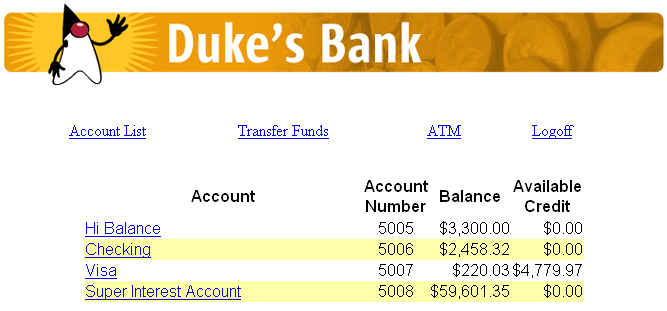 Duke's Bank
Account List Transfer Funds ATM Logoff
Account Account Number Balance Available Credit
Hi Balance 5005 $3,300.00 $0.00
Checking 5006 $2,458.32 $0.00
Visa 5007 $220.03 $4,779.97
Super Interest Account 5008 $59,601.35 $0.00